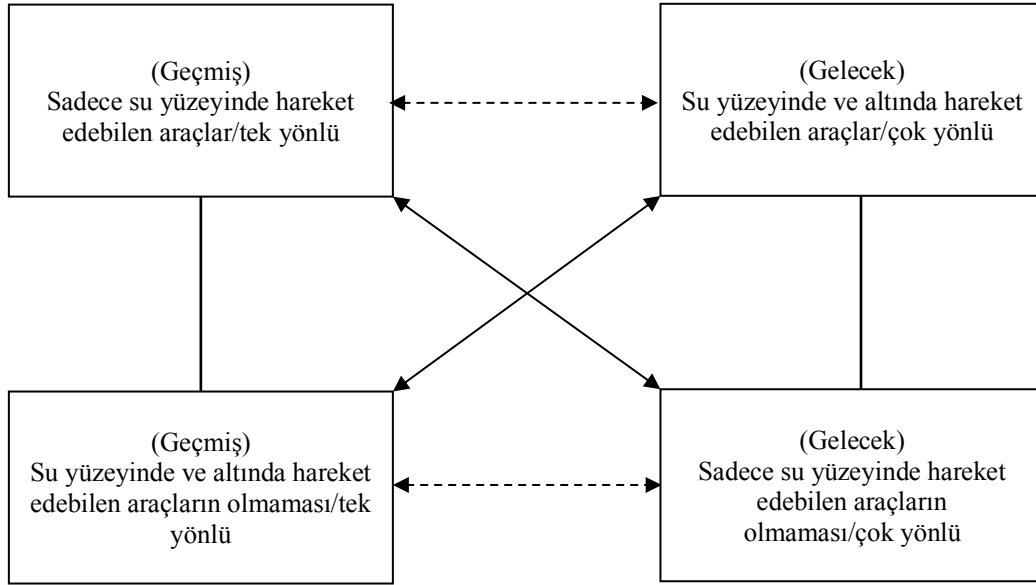 (Geçmiş)
Sadece su yüzeyinde hareket
edebilen araçlar/tek yönlü
(Gelecek)
Su yüzeyinde ve altında hareket
edebilen araçlar/çok yönlü
(Geçmiş)
Su yüzeyinde ve altında hareket
edebilen araçların olmaması/tek
yönlü
(Gelecek)
Sadece su yüzeyinde hareket
edebilen araçların
olmaması/çok yönlü